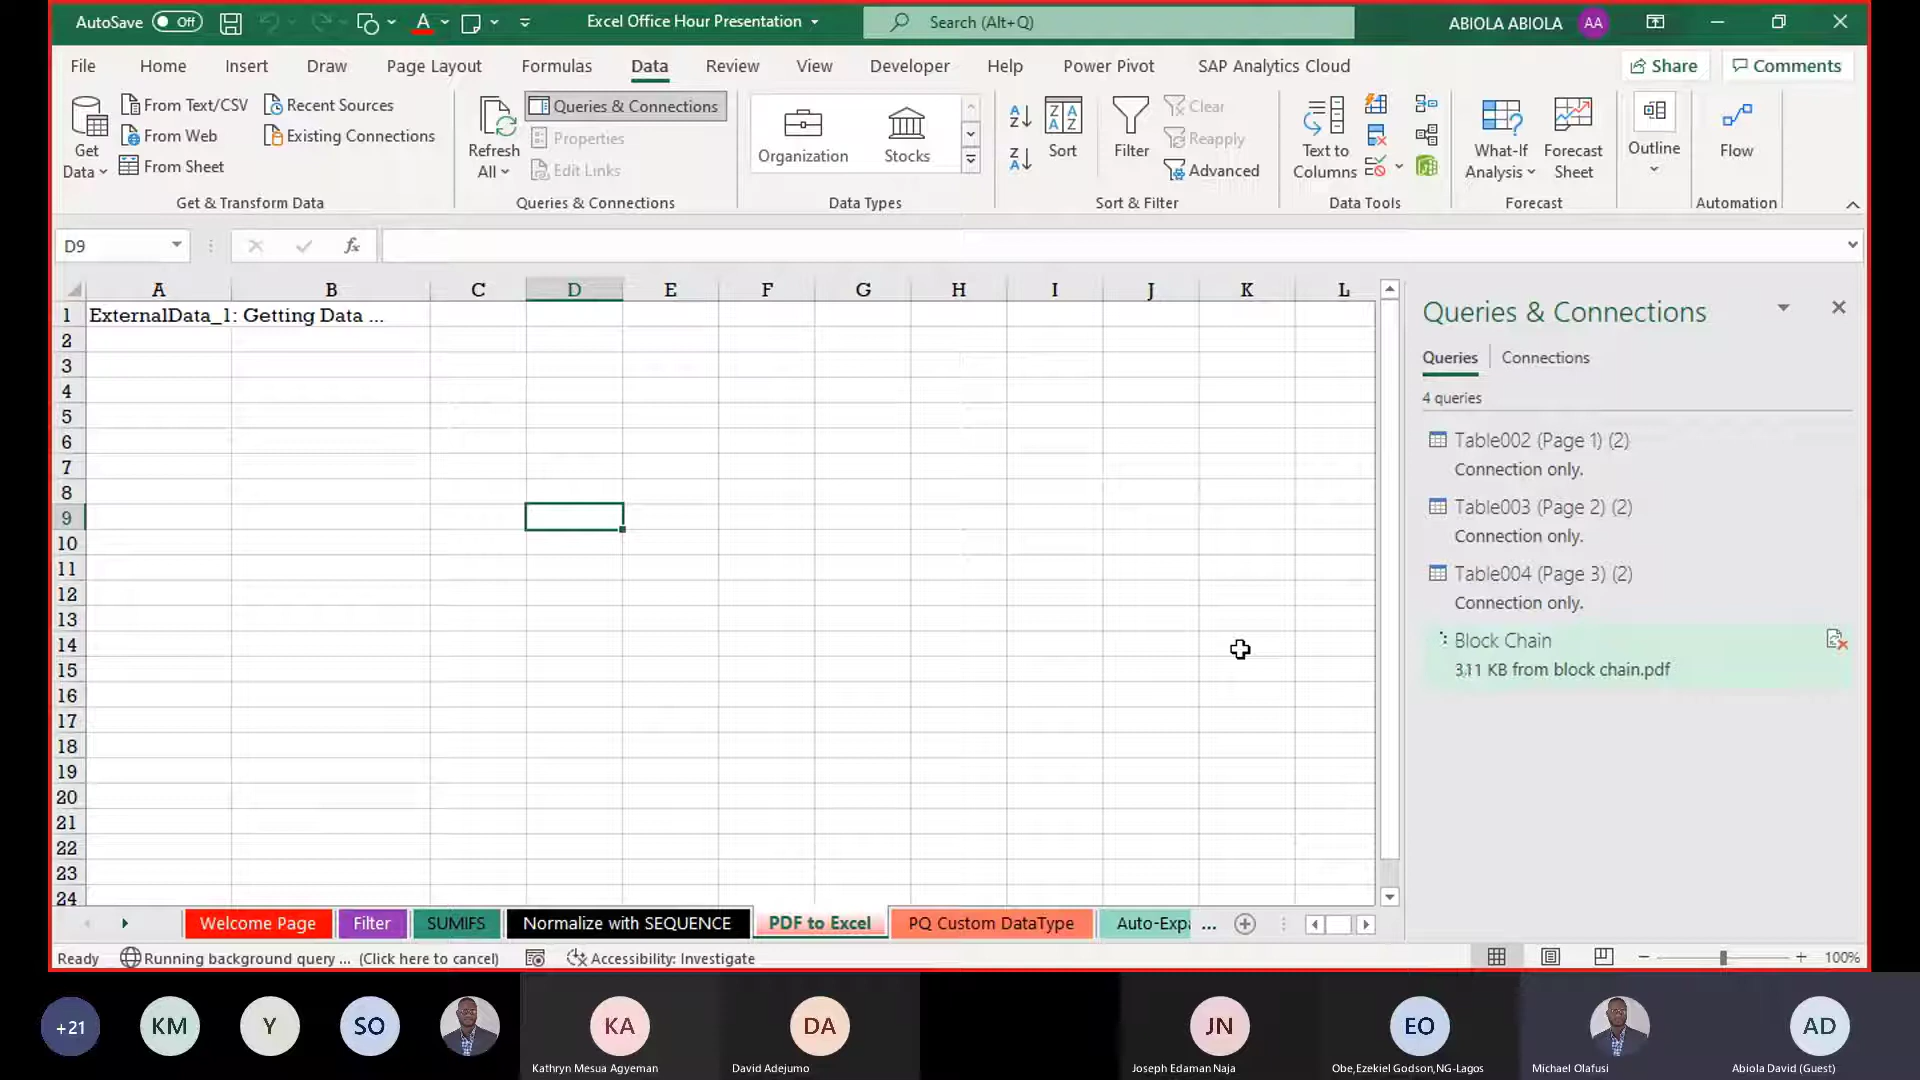 AutoSave Off Excel Office Hour Presentation Search (Alt+Q) ABIOLA ABIOLA AA
File Home Insert Draw Page Layout Formulas Data Review View Developer Help Power Pivot SAP Analytics Cloud Share Comments
Get Data
From Text/CSV
From Web
From Sheet
Recent Sources
Existing Connections
Get & Transform Data
Refresh All
Queries & Connections
Properties
Edit Links
Queries & Connections
Organization
Stocks
Data Types
Sort
Filter
Clear
Reapply
Advanced
Sort & Filter
Text to Columns
Data Tools
What-If Analysis
Forecast Sheet
Forecast
Outline
Flow
Automation
D9 fx
A B C D E F G H I J K L
1 ExternalData_1: Getting Data ...
2
3
4
5
6
7
8
9
10
11
12
13
14
15
16
17
18
19
20
21
22
23
24
Queries & Connections
Queries Connections
4 queries
Table002 (Page 1) (2)
Connection only.
Table003 (Page 2) (2)
Connection only.
Table004 (Page 3) (2)
Connection only.
Block Chain
311 KB from block chain.pdf
Welcome Page Filter SUMIFS Normalize with SEQUENCE PDF to Excel PQ Custom DataType Auto-Expa ...
Ready Running background query ... (Click here to cancel) Accessibility: Investigate 100%
+21 KM Y SO KA DA JN EO AD
Kathryn Mesua Agyeman David Adejumo Joseph Edaman Naja Obe,Ezekiel Godson,NG-Lagos Michael Olafusi Abiola David (Guest)